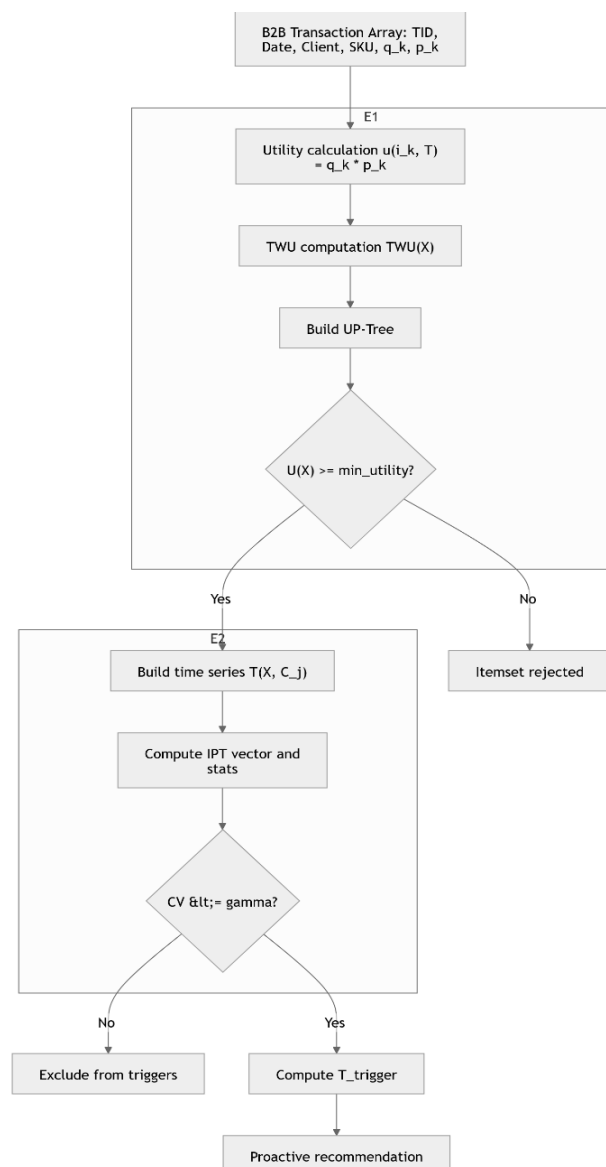 B2B Transaction Array: TID,
Date, Client, SKU, q_k, p_k
E1
Utility calculation u(i_k, T)
= q_k * p_k
TWU computation TWU(X)
Build UP-Tree
U(X) >= min_utility?
Yes
No
E2
Build time series T(X, C_j)
Itemset rejected
Compute IPT vector and
stats
CV &lt;= gamma?
No
Yes
Exclude from triggers
Compute T_trigger
Proactive recommendation